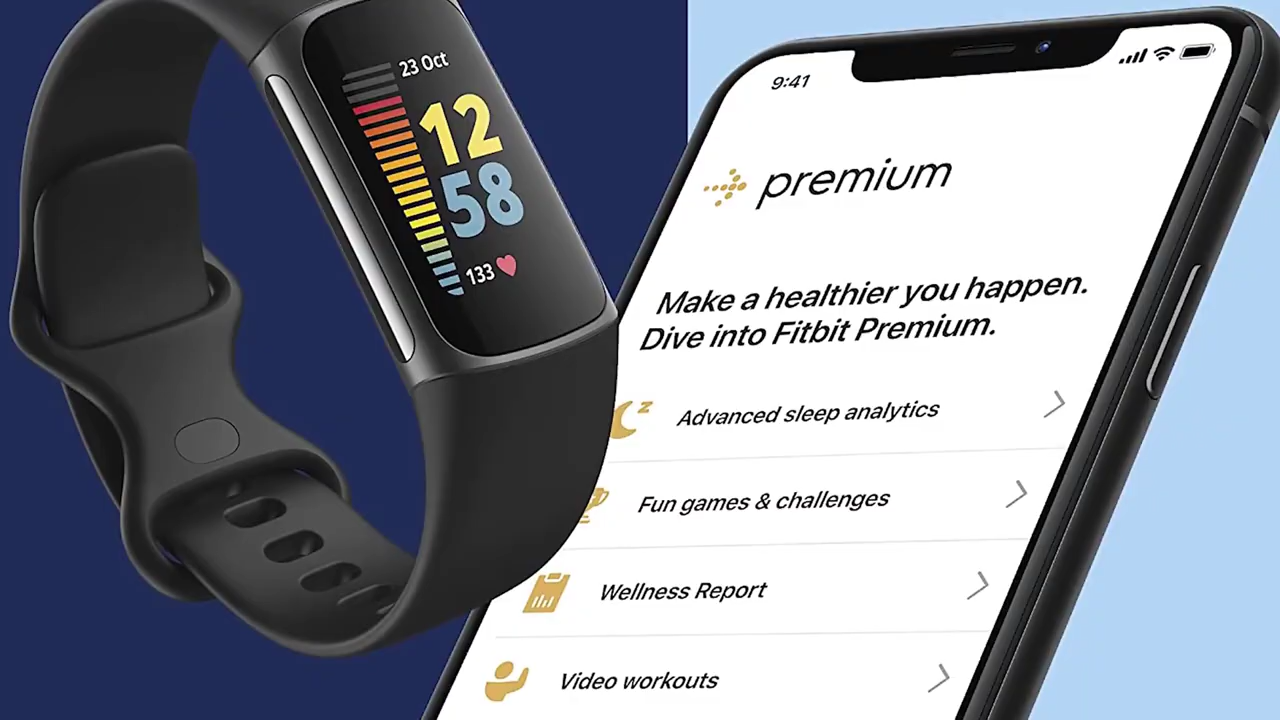 23 Oct
12
58
133
9:41
premium
Make a healthier you happen.
Dive into Fitbit Premium.
Advanced sleep analytics
Fun games & challenges
Wellness Report
Video workouts